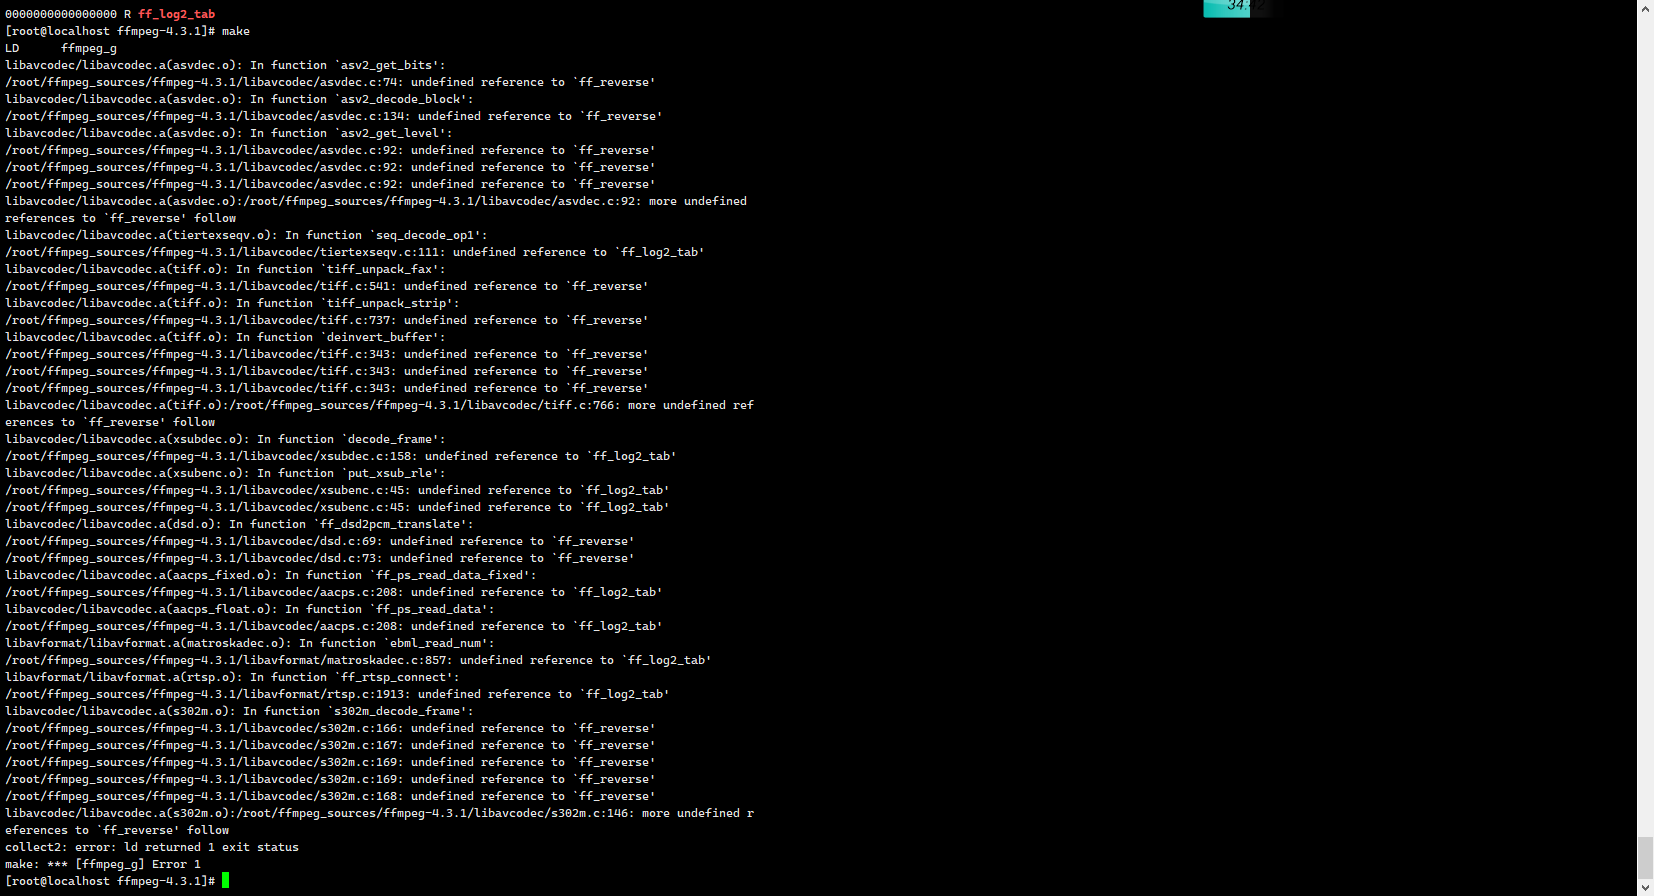 0000000000000000 R ff_log2_tab
[root@localhost ffmpeg-4.3.1]# make
LD      ffmpeg_g
libavcodec/libavcodec.a(asvdec.o): In function `asv2_get_bits':
/root/ffmpeg_sources/ffmpeg-4.3.1/libavcodec/asvdec.c:74: undefined reference to `ff_reverse'
libavcodec/libavcodec.a(asvdec.o): In function `asv2_decode_block':
/root/ffmpeg_sources/ffmpeg-4.3.1/libavcodec/asvdec.c:134: undefined reference to `ff_reverse'
libavcodec/libavcodec.a(asvdec.o): In function `asv2_get_level':
/root/ffmpeg_sources/ffmpeg-4.3.1/libavcodec/asvdec.c:92: undefined reference to `ff_reverse'
/root/ffmpeg_sources/ffmpeg-4.3.1/libavcodec/asvdec.c:92: undefined reference to `ff_reverse'
/root/ffmpeg_sources/ffmpeg-4.3.1/libavcodec/asvdec.c:92: undefined reference to `ff_reverse'
libavcodec/libavcodec.a(asvdec.o):/root/ffmpeg_sources/ffmpeg-4.3.1/libavcodec/asvdec.c:92: more undefined
references to `ff_reverse' follow
libavcodec/libavcodec.a(tiertexseqv.o): In function `seq_decode_op1':
/root/ffmpeg_sources/ffmpeg-4.3.1/libavcodec/tiertexseqv.c:111: undefined reference to `ff_log2_tab'
libavcodec/libavcodec.a(tiff.o): In function `tiff_unpack_fax':
/root/ffmpeg_sources/ffmpeg-4.3.1/libavcodec/tiff.c:541: undefined reference to `ff_reverse'
libavcodec/libavcodec.a(tiff.o): In function `tiff_unpack_strip':
/root/ffmpeg_sources/ffmpeg-4.3.1/libavcodec/tiff.c:737: undefined reference to `ff_reverse'
libavcodec/libavcodec.a(tiff.o): In function `deinvert_buffer':
/root/ffmpeg_sources/ffmpeg-4.3.1/libavcodec/tiff.c:343: undefined reference to `ff_reverse'
/root/ffmpeg_sources/ffmpeg-4.3.1/libavcodec/tiff.c:343: undefined reference to `ff_reverse'
/root/ffmpeg_sources/ffmpeg-4.3.1/libavcodec/tiff.c:343: undefined reference to `ff_reverse'
libavcodec/libavcodec.a(tiff.o):/root/ffmpeg_sources/ffmpeg-4.3.1/libavcodec/tiff.c:766: more undefined ref
erences to `ff_reverse' follow
libavcodec/libavcodec.a(xsubdec.o): In function `decode_frame':
/root/ffmpeg_sources/ffmpeg-4.3.1/libavcodec/xsubdec.c:158: undefined reference to `ff_log2_tab'
libavcodec/libavcodec.a(xsubenc.o): In function `put_xsub_rle':
/root/ffmpeg_sources/ffmpeg-4.3.1/libavcodec/xsubenc.c:45: undefined reference to `ff_log2_tab'
/root/ffmpeg_sources/ffmpeg-4.3.1/libavcodec/xsubenc.c:45: undefined reference to `ff_log2_tab'
libavcodec/libavcodec.a(dsd.o): In function `ff_dsd2pcm_translate':
/root/ffmpeg_sources/ffmpeg-4.3.1/libavcodec/dsd.c:69: undefined reference to `ff_reverse'
/root/ffmpeg_sources/ffmpeg-4.3.1/libavcodec/dsd.c:73: undefined reference to `ff_reverse'
libavcodec/libavcodec.a(aacps_fixed.o): In function `ff_ps_read_data_fixed':
/root/ffmpeg_sources/ffmpeg-4.3.1/libavcodec/aacps.c:208: undefined reference to `ff_log2_tab'
libavcodec/libavcodec.a(aacps_float.o): In function `ff_ps_read_data':
/root/ffmpeg_sources/ffmpeg-4.3.1/libavcodec/aacps.c:208: undefined reference to `ff_log2_tab'
libavformat/libavformat.a(matroskadec.o): In function `ebml_read_num':
/root/ffmpeg_sources/ffmpeg-4.3.1/libavformat/matroskadec.c:857: undefined reference to `ff_log2_tab'
libavformat/libavformat.a(rtsp.o): In function `ff_rtsp_connect':
/root/ffmpeg_sources/ffmpeg-4.3.1/libavformat/rtsp.c:1913: undefined reference to `ff_log2_tab'
libavcodec/libavcodec.a(s302m.o): In function `s302m_decode_frame':
/root/ffmpeg_sources/ffmpeg-4.3.1/libavcodec/s302m.c:166: undefined reference to `ff_reverse'
/root/ffmpeg_sources/ffmpeg-4.3.1/libavcodec/s302m.c:167: undefined reference to `ff_reverse'
/root/ffmpeg_sources/ffmpeg-4.3.1/libavcodec/s302m.c:169: undefined reference to `ff_reverse'
/root/ffmpeg_sources/ffmpeg-4.3.1/libavcodec/s302m.c:169: undefined reference to `ff_reverse'
/root/ffmpeg_sources/ffmpeg-4.3.1/libavcodec/s302m.c:168: undefined reference to `ff_reverse'
libavcodec/libavcodec.a(s302m.o):/root/ffmpeg_sources/ffmpeg-4.3.1/libavcodec/s302m.c:146: more undefined r
eferences to `ff_reverse' follow
collect2: error: ld returned 1 exit status
make: *** [ffmpeg_g] Error 1
[root@localhost ffmpeg-4.3.1]#